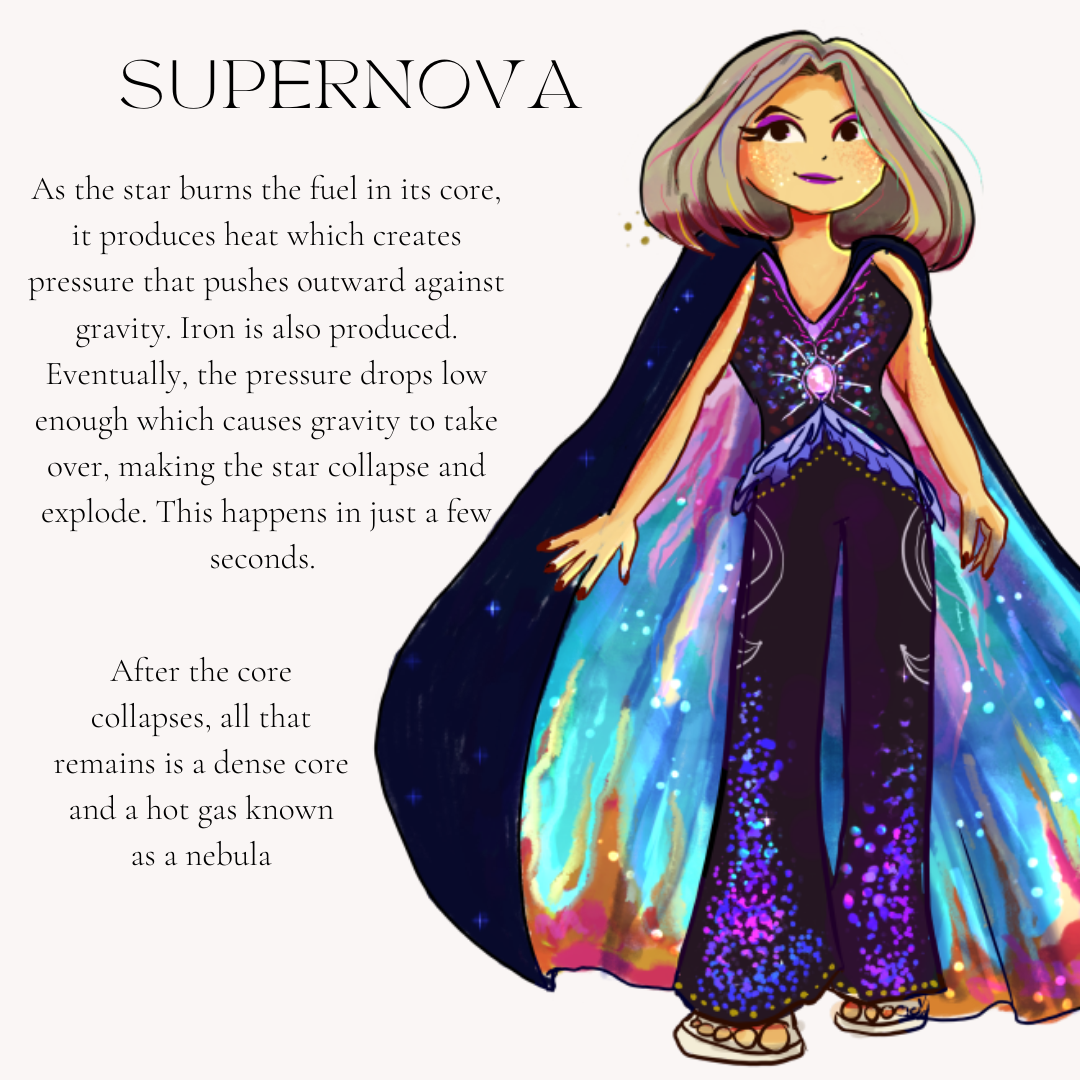 SUPERNOVA
As the star burns the fuel in its core,
it produces heat which creates
pressure that pushes outward against
gravity. Iron is also produced.
Eventually, the pressure drops low
enough which causes gravity to take
over, making the star collapse and
explode. This happens in just a few
seconds.
After the core
collapses, all that
remains is a dense core
and a hot gas known
as a nebula